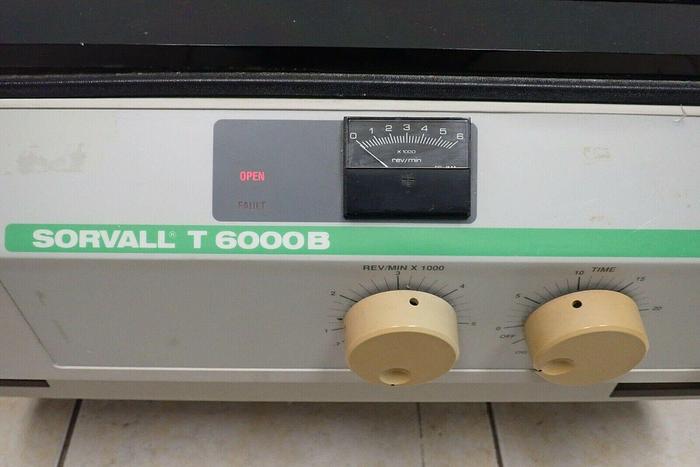 0 1 2 3 4 5 6
X 1000
rev/min
OPEN
FAULT
SORVALL® T 6000B
REV/MIN X 1000
1 2 3 4
TIME
OFF 0 5 10 15 20